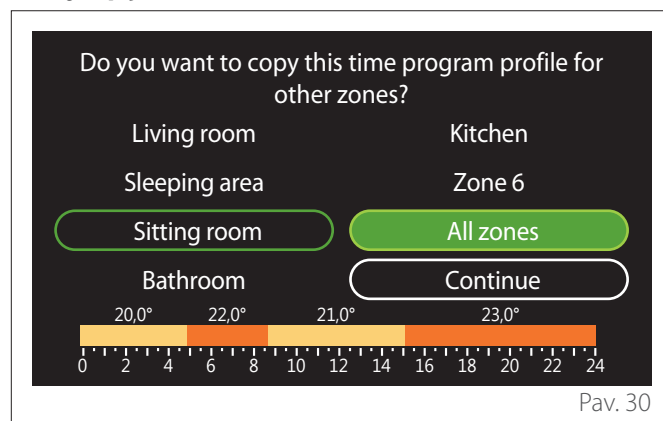 Do you want to copy this time program profile for
other zones?
Living room Kitchen
Sleeping area Zone 6
Sitting room All zones
Bathroom Continue
20,0° 22,0° 21,0° 23,0°
0 2 4 6 8 10 12 14 16 18 20 22 24
Pav. 30